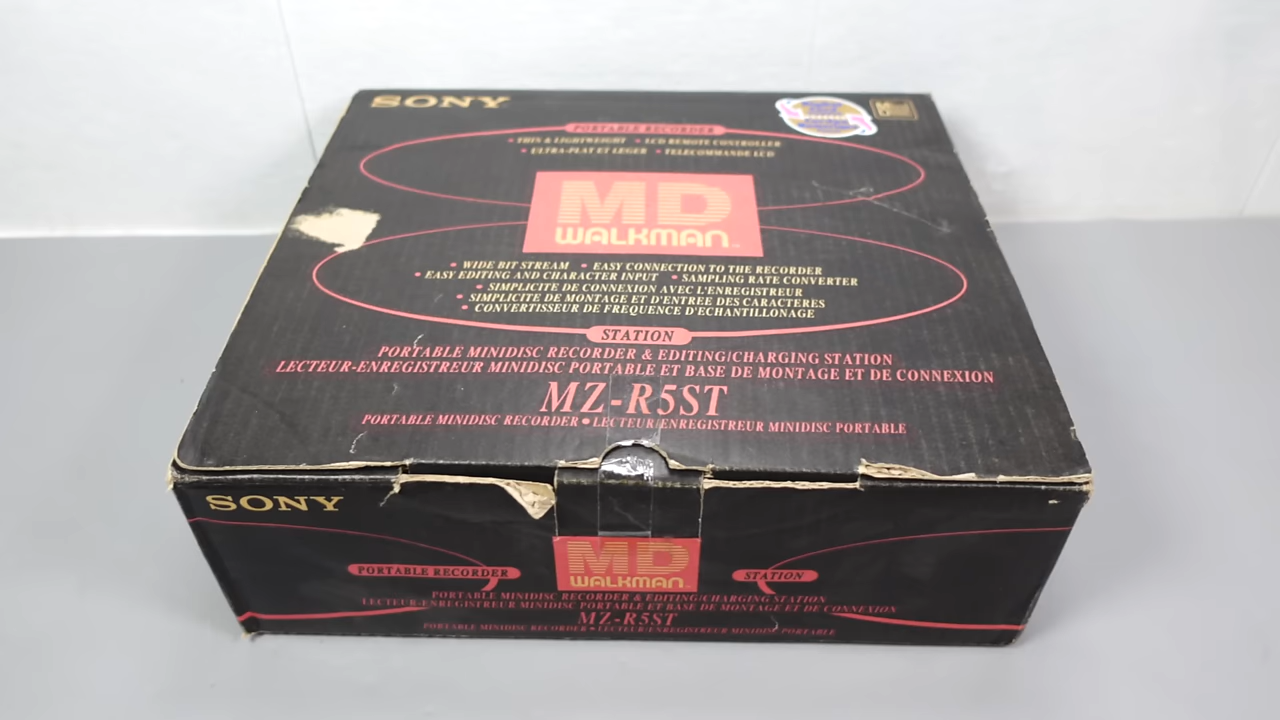 SONY
PORTABLE RECORDER
• THIN & LIGHTWEIGHT • LCD REMOTE CONTROLLER
• ULTRA-PLAT ET LEGER • TELECOMMANDE LCD
MD
WALKMAN™
• WIDE BIT STREAM • EASY CONNECTION TO THE RECORDER
• EASY EDITING AND CHARACTER INPUT • SAMPLING RATE CONVERTER
• SIMPLICITE DE CONNEXION AVEC L'ENREGISTREUR
• SIMPLICITE DE MONTAGE ET D'ENTREE DES CARACTERES
• CONVERTISSEUR DE FREQUENCE D'ECHANTILLONAGE
STATION
PORTABLE MINIDISC RECORDER & EDITING/CHARGING STATION
LECTEUR-ENREGISTREUR MINIDISC PORTABLE ET BASE DE MONTAGE ET DE CONNEXION
MZ-R5ST
PORTABLE MINIDISC RECORDER • LECTEUR/ENREGISTREUR MINIDISC PORTABLE
SONY
PORTABLE RECORDER
MD
WALKMAN™
STATION
PORTABLE MINIDISC RECORDER & EDITING/CHARGING STATION
LECTEUR/ENREGISTREUR MINIDISC PORTABLE ET BASE DE MONTAGE ET DE CONNEXION
MZ-R5ST
PORTABLE MINIDISC RECORDER • LECTEUR/ENREGISTREUR MINIDISC PORTABLE